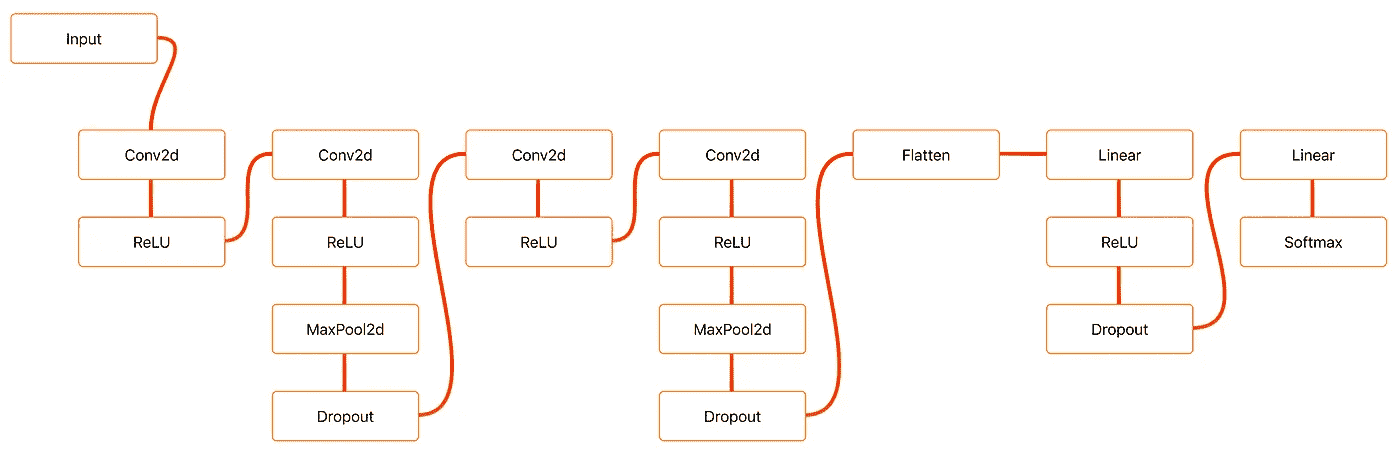 Input
Conv2d
ReLU
Conv2d
ReLU
MaxPool2d
Dropout
Conv2d
ReLU
Conv2d
ReLU
MaxPool2d
Dropout
Flatten
Linear
ReLU
Dropout
Linear
Softmax